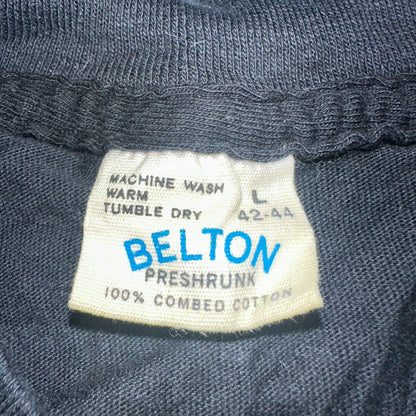 MACHINE WASH
WARM
TUMBLE DRY
L
42-44
BELTON
PRESHRUNK
100% COMBED COTTON